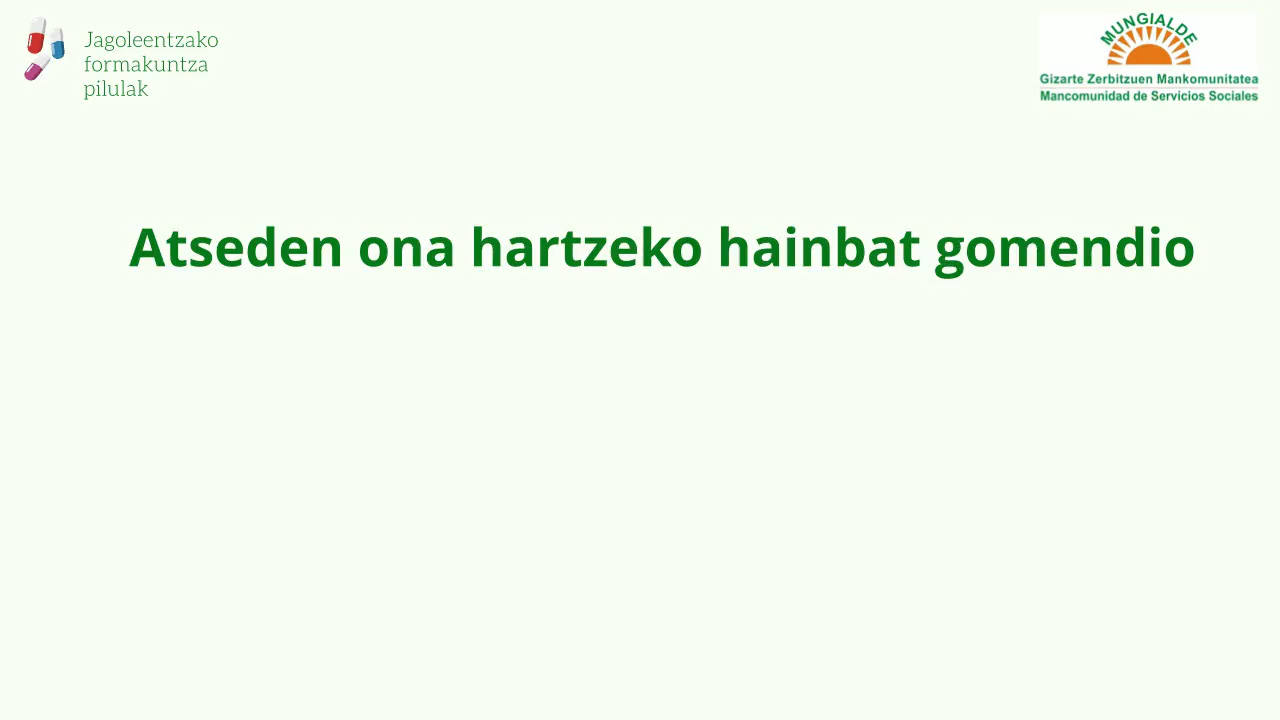 Jagoleentzako
formakuntza
pilulak
MUNGIALDE
Gizarte Zerbitzuen Mankomunitatea
Mancomunidad de Servicios Sociales
Atseden ona hartzeko hainbat gomendio